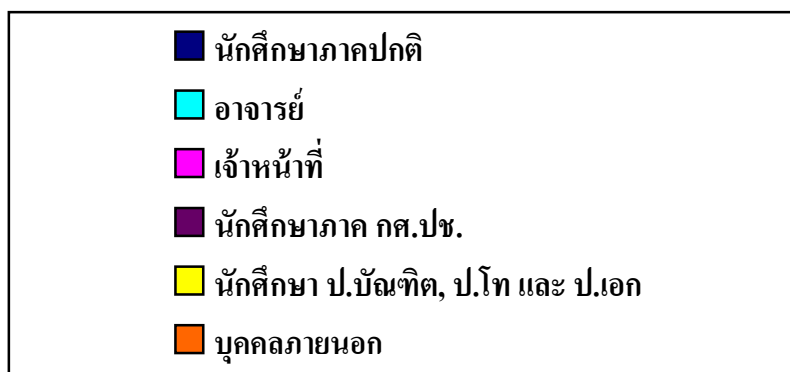 นักศึกษาภาคปกติ
อาจารย์
เจ้าหน้าที่
นักศึกษาภาค กศ.ปช.
นักศึกษา ป.บัณฑิต, ป.โท และ ป.เอก
บุคคลภายนอก